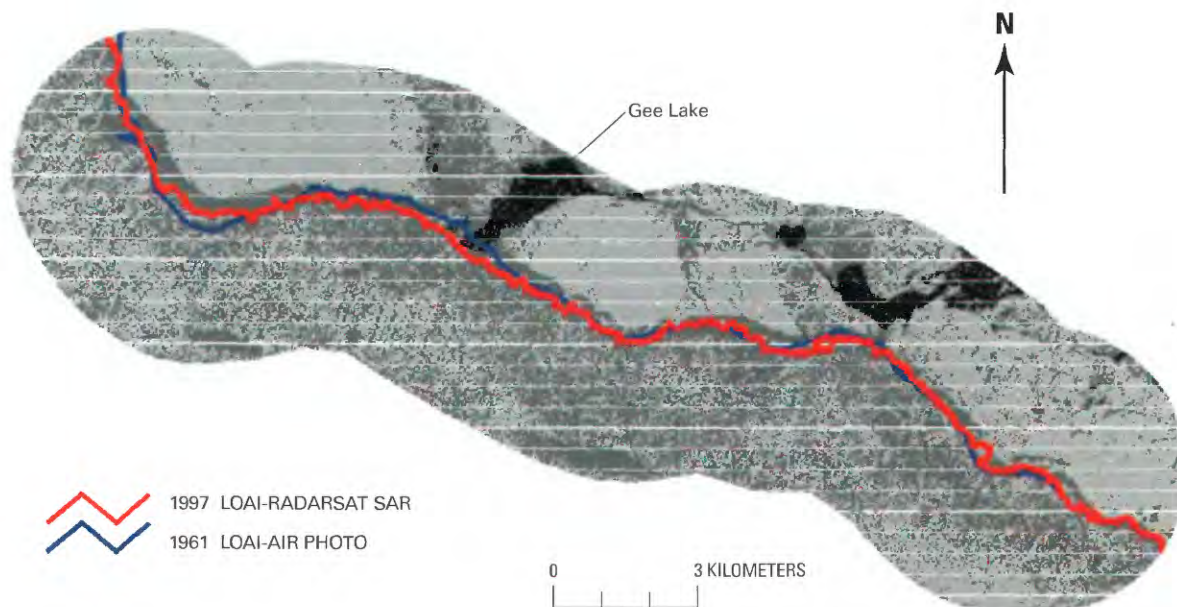 N
Gee Lake
1997 LOAI-RADARSAT SAR
1961 LOAI-AIR PHOTO
0 3 KILOMETERS